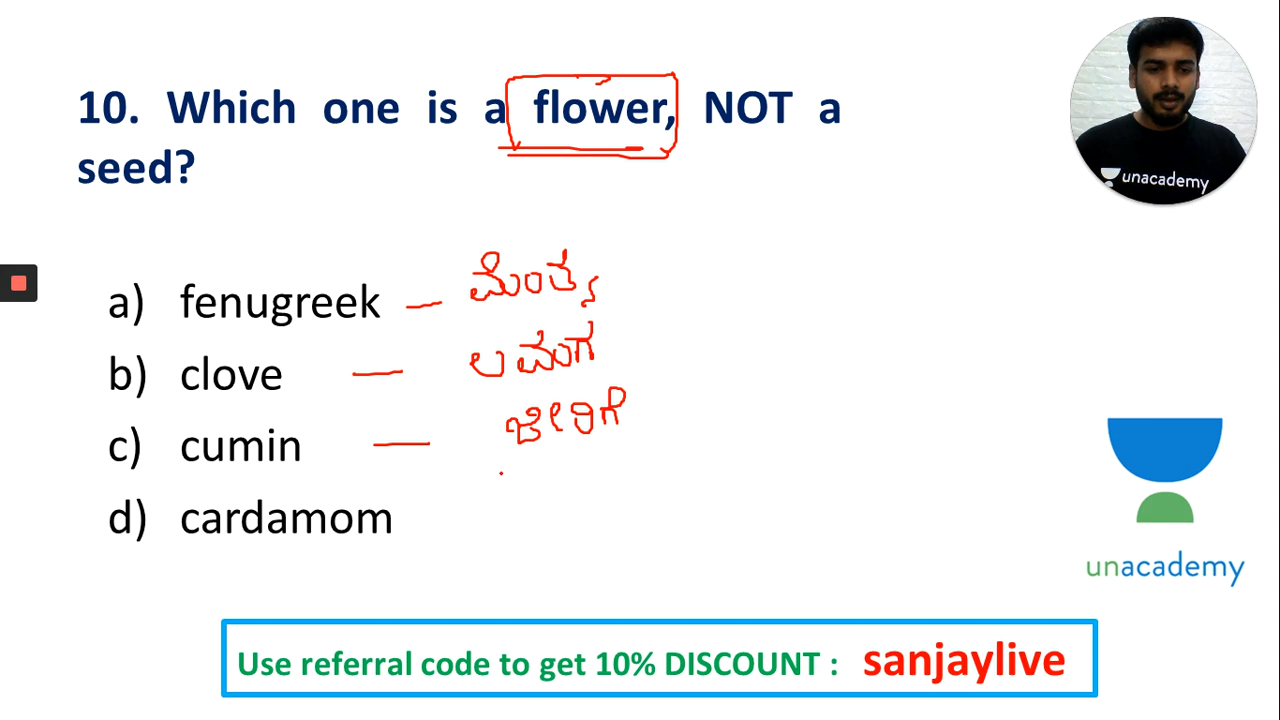 10. Which one is a flower, NOT a
seed?
a) fenugreek — ಮೆಂತ್ಯ
b) clove — ಲವಂಗ
c) cumin — ಜೀರಿಗೆ
d) cardamom
unacademy
unacademy
Use referral code to get 10% DISCOUNT : sanjaylive